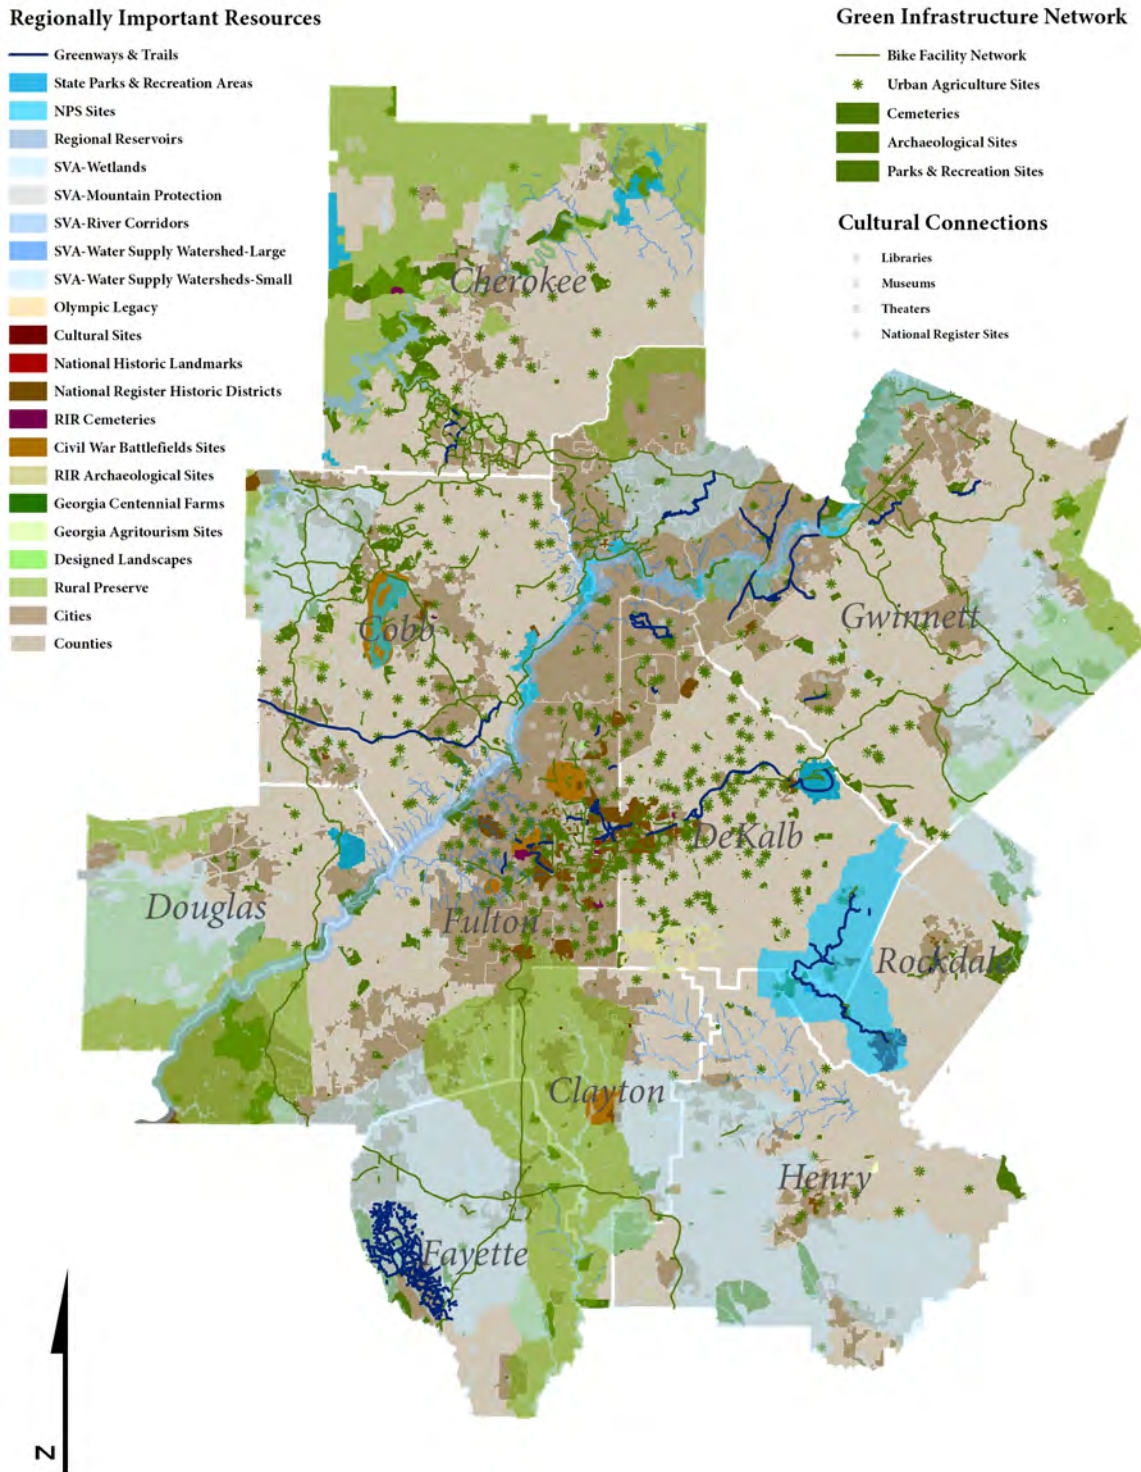 Regionally Important Resources
Greenways & Trails
State Parks & Recreation Areas
NPS Sites
Regional Reservoirs
SVA-Wetlands
SVA-Mountain Protection
SVA-River Corridors
SVA-Water Supply Watershed-Large
SVA-Water Supply Watersheds-Small
Olympic Legacy
Cultural Sites
National Historic Landmarks
National Register Historic Districts
RIR Cemeteries
Civil War Battlefields Sites
RIR Archaeological Sites
Georgia Centennial Farms
Georgia Agritourism Sites
Designed Landscapes
Rural Preserve
Cities
Counties
Green Infrastructure Network
Bike Facility Network
Urban Agriculture Sites
Cemeteries
Archaeological Sites
Parks & Recreation Sites
Cultural Connections
Libraries
Museums
Theaters
National Register Sites
Cherokee
Cobb
Gwinnett
DeKalb
Douglas
Fulton
Rockdale
Clayton
Henry
Fayette
N